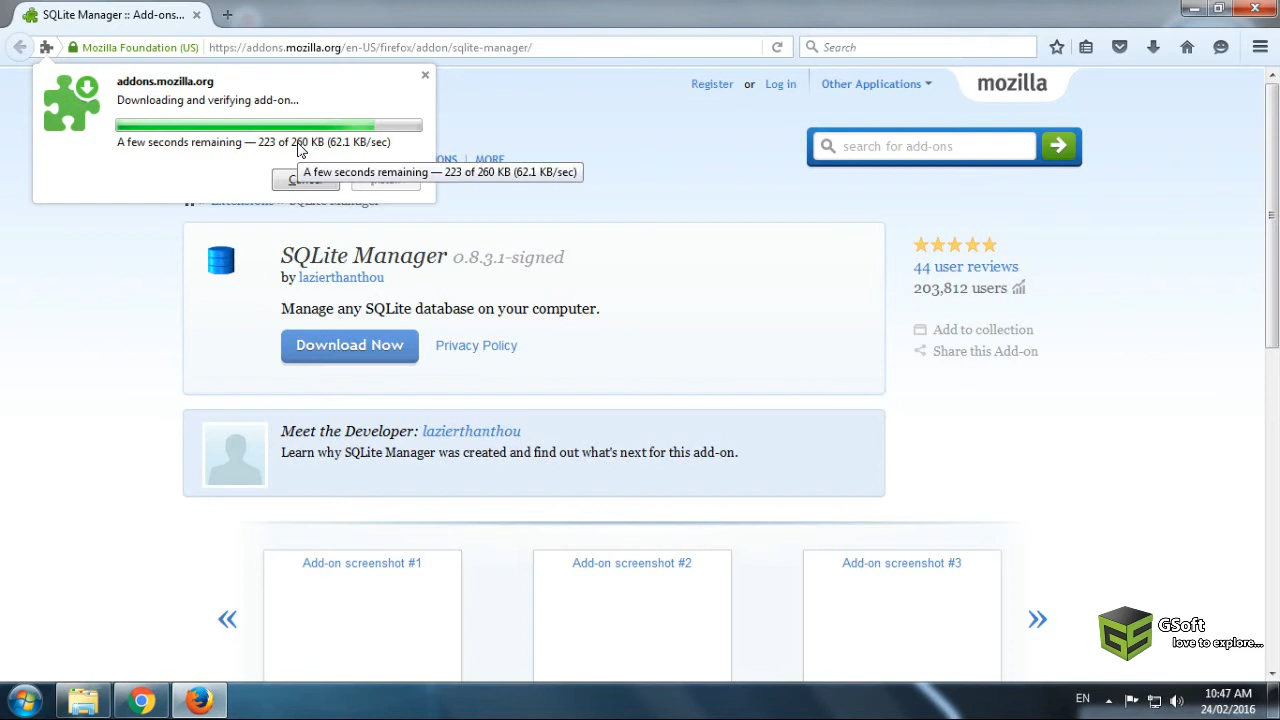 SQLite Manager :: Add-ons...
Mozilla Foundation (US)
https://addons.mozilla.org/en-US/firefox/addon/sqlite-manager/
Search
addons.mozilla.org
Downloading and verifying add-on...
A few seconds remaining — 223 of 260 KB (62.1 KB/sec)
A few seconds remaining — 223 of 260 KB (62.1 KB/sec)
Register or Log in
Other Applications
mozilla
MORE
search for add-ons
SQLite Manager 0.8.3.1-signed
by lazierthanthou
Manage any SQLite database on your computer.
Download Now
Privacy Policy
44 user reviews
203,812 users
Add to collection
Share this Add-on
Meet the Developer: lazierthanthou
Learn why SQLite Manager was created and find out what's next for this add-on.
Add-on screenshot #1
Add-on screenshot #2
Add-on screenshot #3
«
»
GS GSoft
love to explore...
EN
10:47 AM
24/02/2016